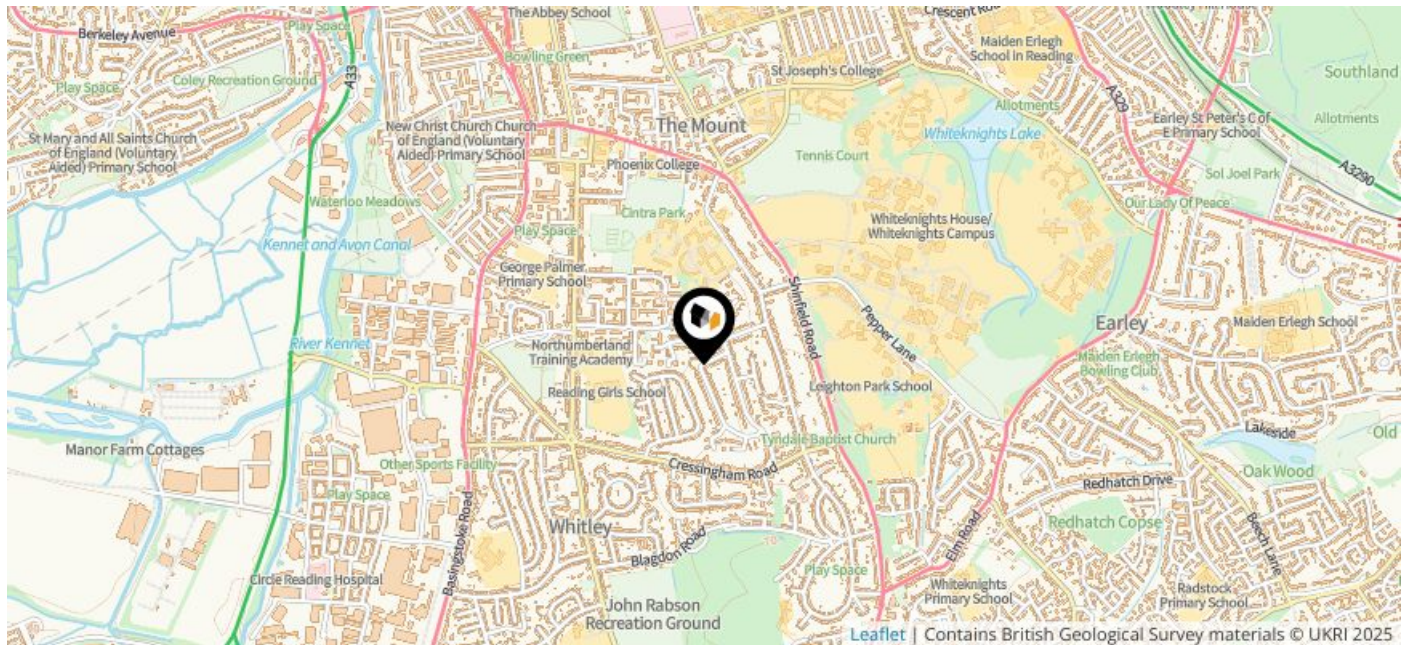 The Abbey School
Crescent Roa
Berkeley Avenue
Play Space
A33
Bowling Green
Maiden Erlegh
School in Reading
St Joseph's College
Southland
Coley Recreation Ground
Play Space
Allotments
A329
Allotments
New Christ Church Church
of England (Voluntary
Aided) Primary School
The Mount
Whiteknights Lake
Earley St Peter's C of
E Primary School
St Mary and All Saints Church
of England (Voluntary
Aided) Primary School
Phoenix College
Tennis Court
A3290
Sol Joel Park
Waterloo Meadows
Cintra Park
Our Lady Of Peace
Whiteknights House/
Whiteknights Campus
Play Space
Kennet and Avon Canal
George Palmer
Primary School
Shinfield Road
Pepper Lane
Earley
Maiden Erlegh School
River Kennet
Northumberland
Training Academy
Maiden Erlegh
Bowling Club
Reading Girls School
Leighton Park School
Lakeside
Old
Manor Farm Cottages
Tyndale Baptist Church
Other Sports Facility
Cressingham Road
Oak Wood
Redhatch Drive
Play Space
Basingstoke Road
Whitley
Redhatch Copse
Beech Lane
Elm Road
Blagdon Road
Play Space
Circle Reading Hospital
Whiteknights
Primary School
Radstock
Primary School
John Rabson
Recreation Ground
Leaflet | Contains British Geological Survey materials © UKRI 2025